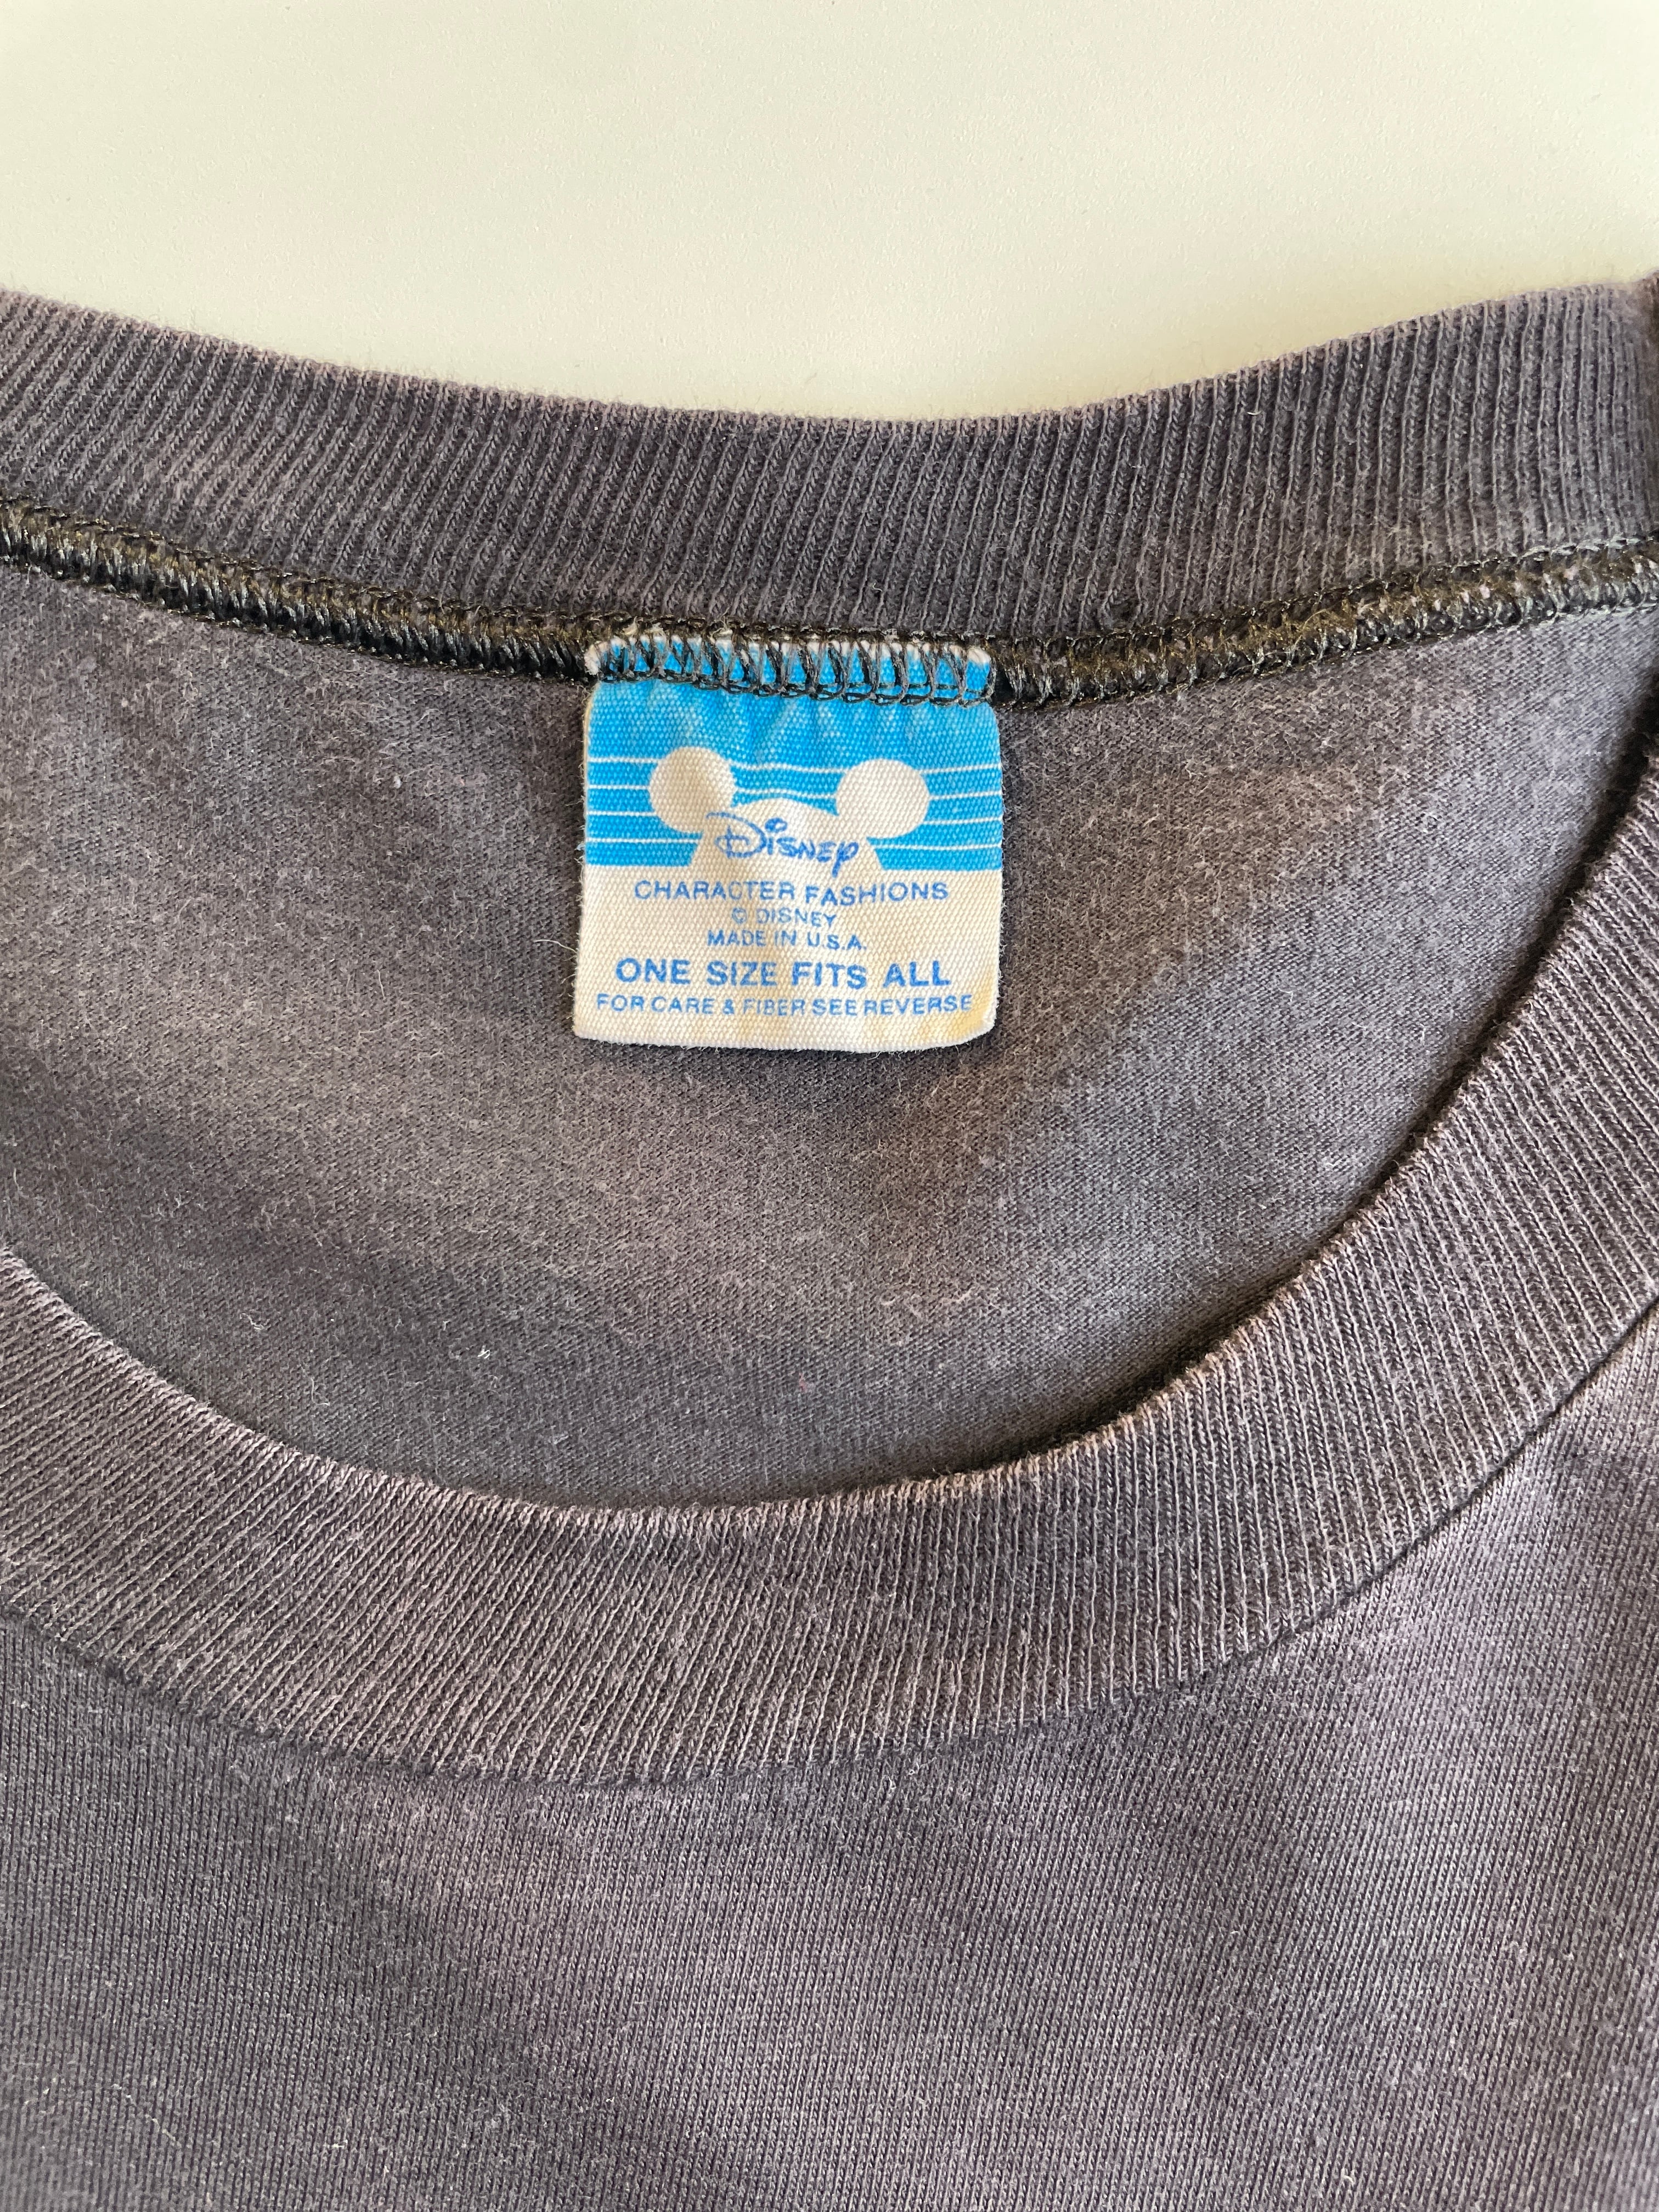 Disney
CHARACTER FASHIONS
© DISNEY
MADE IN U.S.A.
ONE SIZE FITS ALL
FOR CARE & FIBER SEE REVERSE